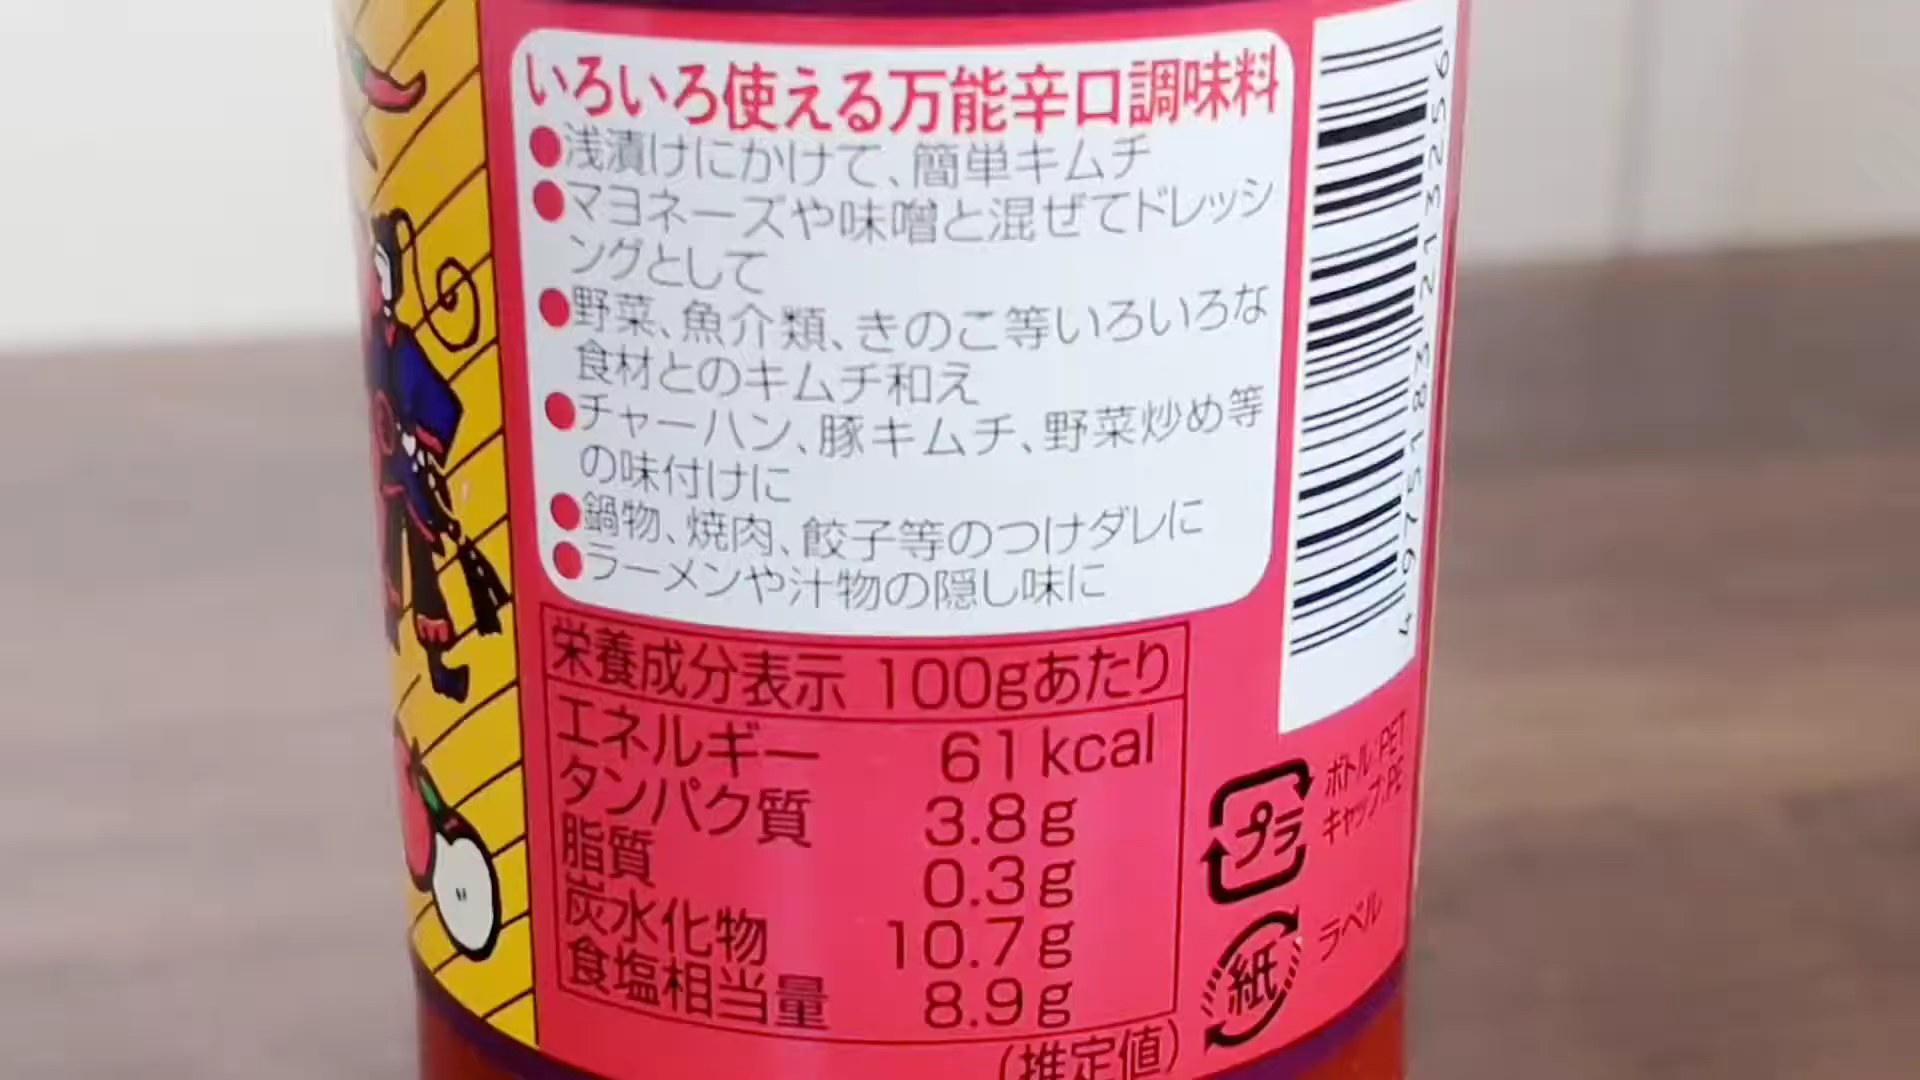 いろいろ使える万能辛口調味料
●浅漬けにかけて、簡単キムチ
●マヨネーズや味噌と混ぜてドレッシ
ングとして
●野菜、魚介類、きのこ等いろいろな
食材とのキムチ和え
●チャーハン、豚キムチ、野菜炒め等
の味付けに
●鍋物、焼肉、餃子等のつけダレに
●ラーメンや汁物の隠し味に
栄養成分表示 100gあたり
エネルギー 61kcal
タンパク質 3.8g
脂質 0.3g
炭水化物 10.7g
食塩相当量 8.9g
(推定値)
4 975183 213256
プラ
ボトル:PET
キャップ:PE
紙
ラベル